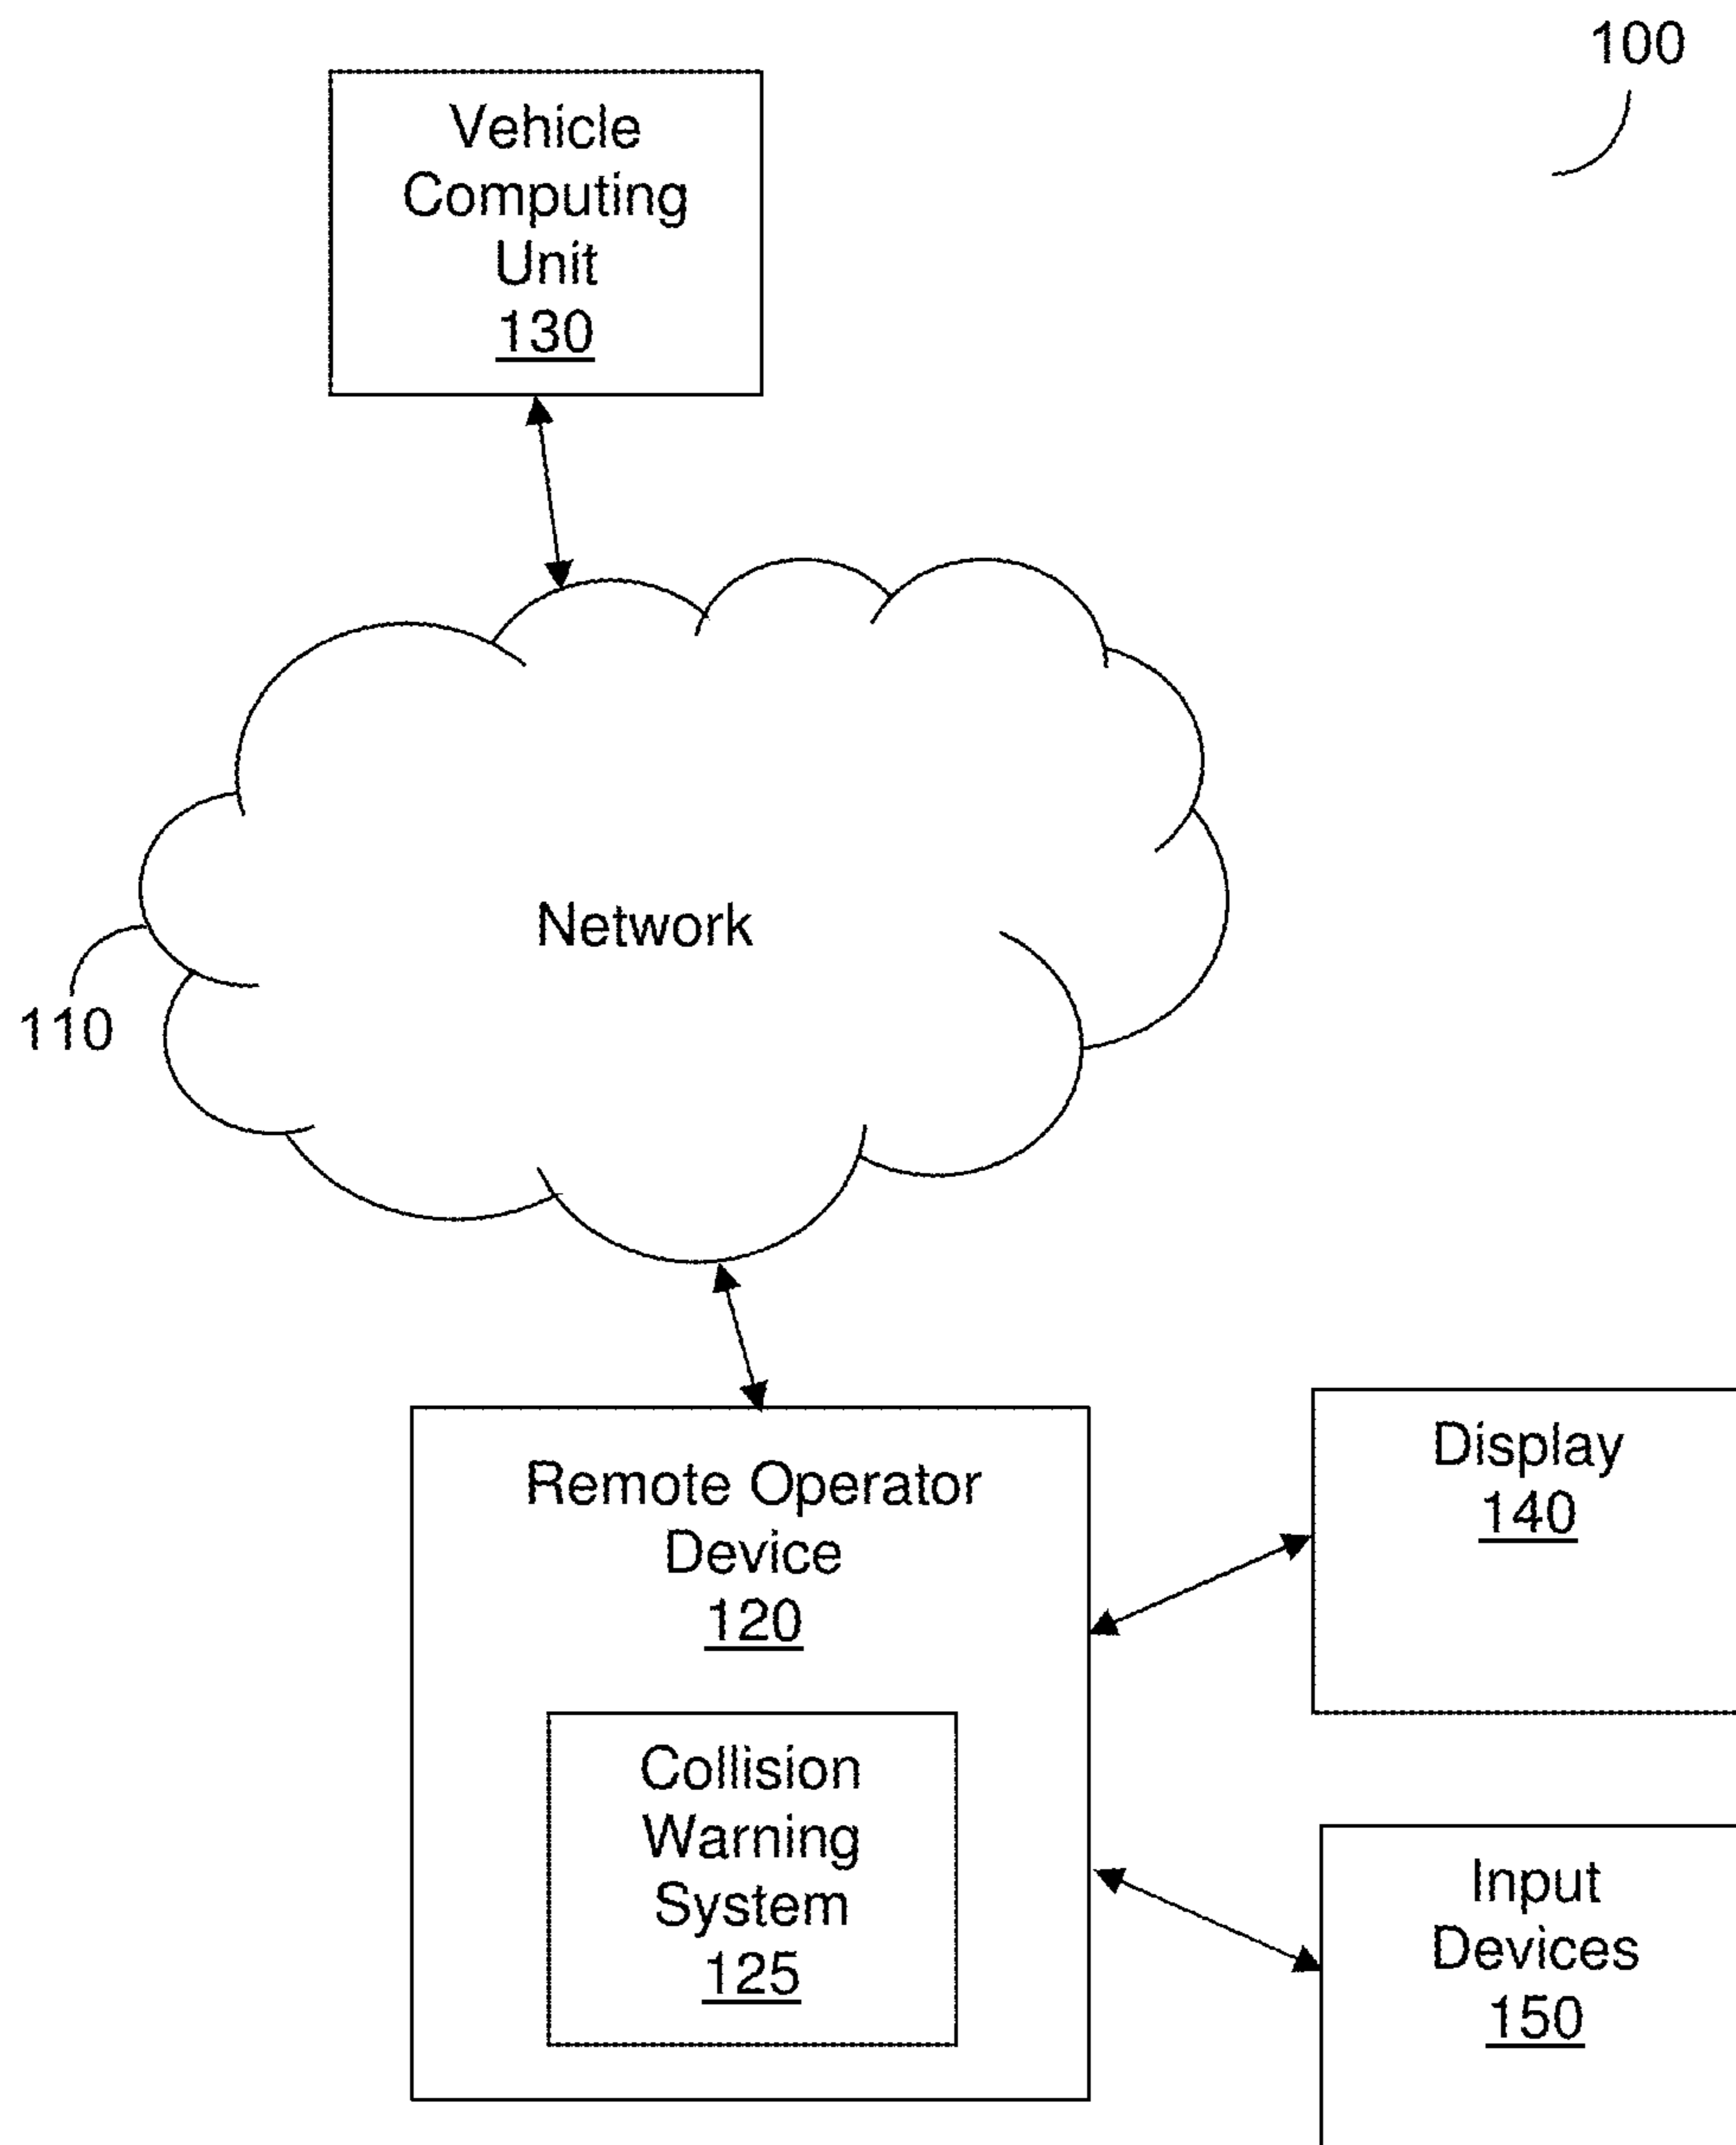 100
Vehicle
Computing
Unit
130
Network
110
Remote Operator
Device
120
Collision
Warning
System
125
Display
140
Input
Devices
150